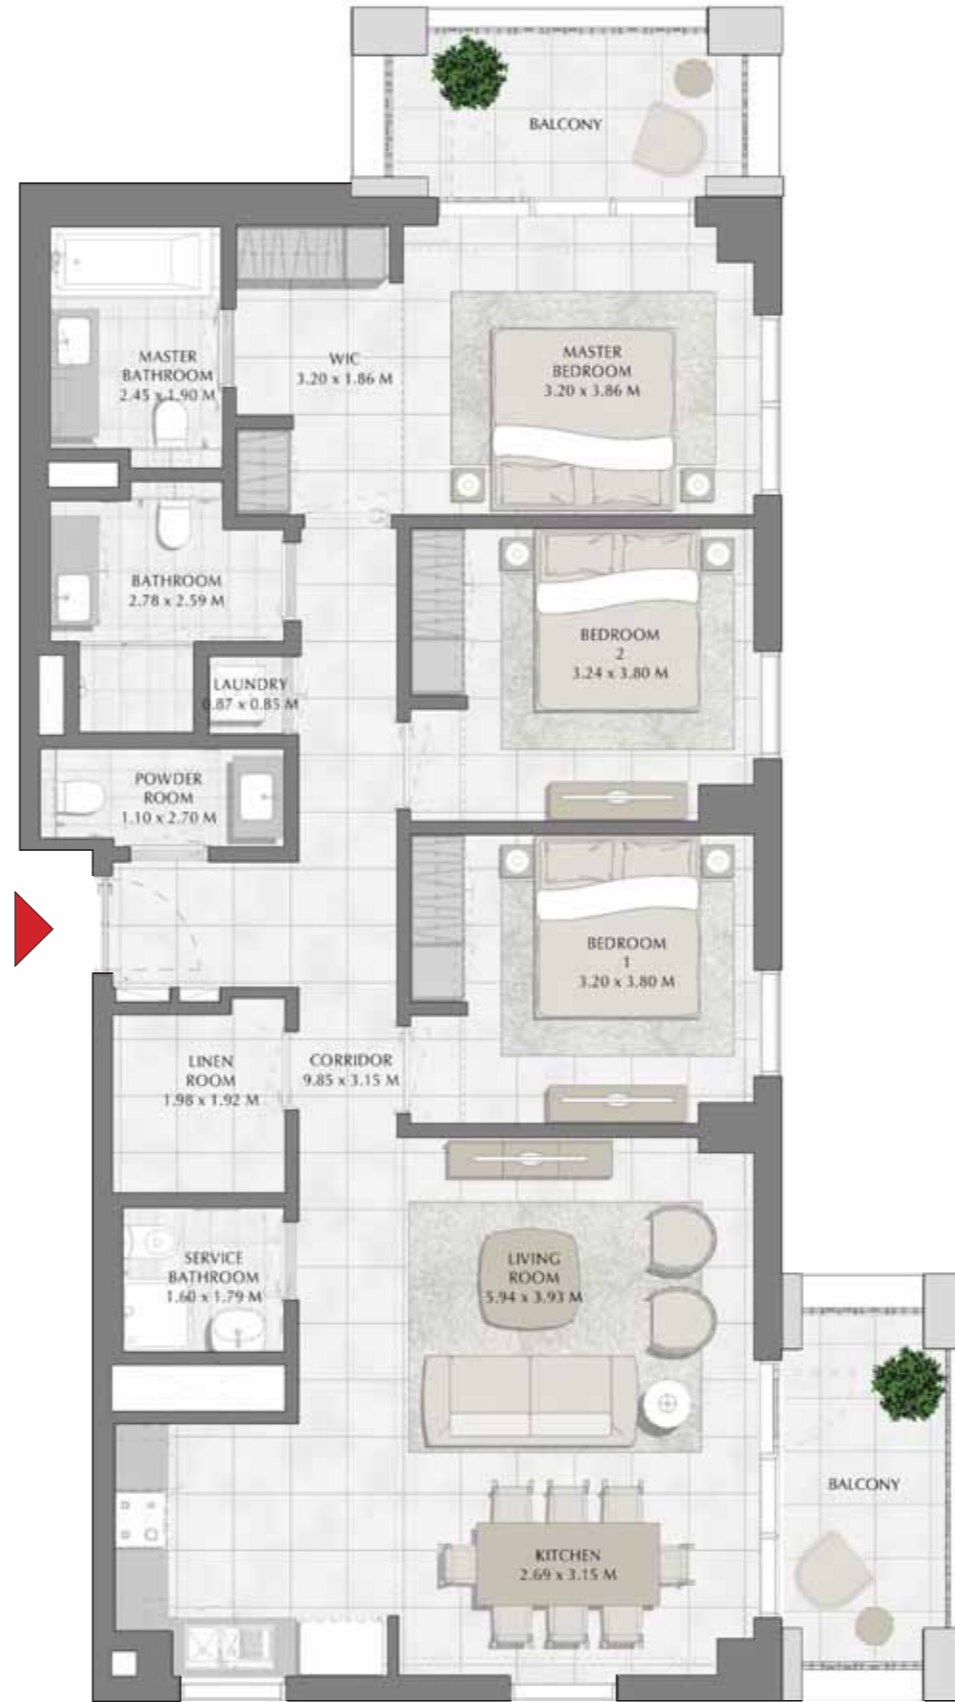 BALCONY
MASTER
BATHROOM
2.45 x 1.90 M
WIC
3.20 x 1.86 M
MASTER
BEDROOM
3.20 x 3.86 M
BATHROOM
2.78 x 2.59 M
BEDROOM
2
3.24 x 3.80 M
LAUNDRY
0.87 x 0.85 M
POWDER
ROOM
1.10 x 2.70 M
BEDROOM
1
3.20 x 3.80 M
LINEN
ROOM
1.98 x 1.92 M
CORRIDOR
9.85 x 3.15 M
SERVICE
BATHROOM
1.60 x 1.79 M
LIVING
ROOM
5.94 x 3.93 M
BALCONY
KITCHEN
2.69 x 3.15 M